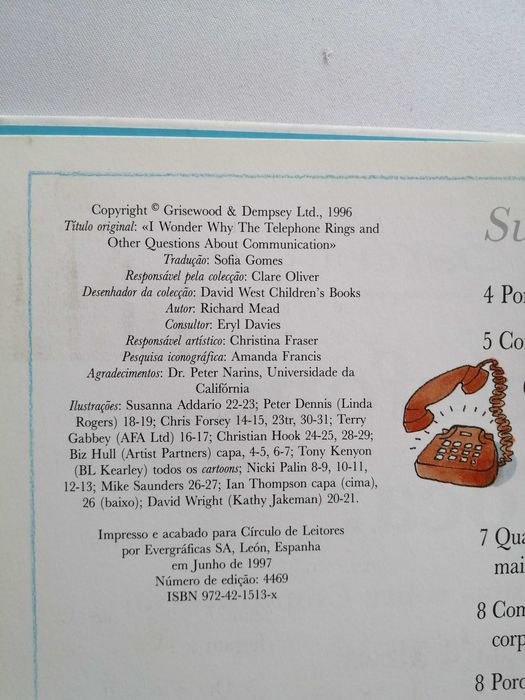 Copyright © Grisewood & Dempsey Ltd., 1996
Título original: «I Wonder Why The Telephone Rings and
Other Questions About Communication»
Tradução: Sofia Gomes
Responsável pela colecção: Clare Oliver
Desenhador da colecção: David West Children's Books
Autor: Richard Mead
Consultor: Eryl Davies
Responsável artístico: Christina Fraser
Pesquisa iconográfica: Amanda Francis
Agradecimentos: Dr. Peter Narins, Universidade da
Califórnia
Ilustrações: Susanna Addario 22-23; Peter Dennis (Linda
Rogers) 18-19; Chris Forsey 14-15, 23tr, 30-31; Terry
Gabbey (AFA Ltd) 16-17; Christian Hook 24-25, 28-29;
Biz Hull (Artist Partners) capa, 4-5, 6-7; Tony Kenyon
(BL Kearley) todos os cartoons; Nicki Palin 8-9, 10-11,
12-13; Mike Saunders 26-27; Ian Thompson capa (cima),
26 (baixo); David Wright (Kathy Jakeman) 20-21.
Impresso e acabado para Círculo de Leitores
por Evergráficas SA, León, Espanha
em Junho de 1997
Número de edição: 4469
ISBN 972-42-1513-x
Su
4 Por
5 Co
7 Qua
mai
8 Com
corp
8 Porq